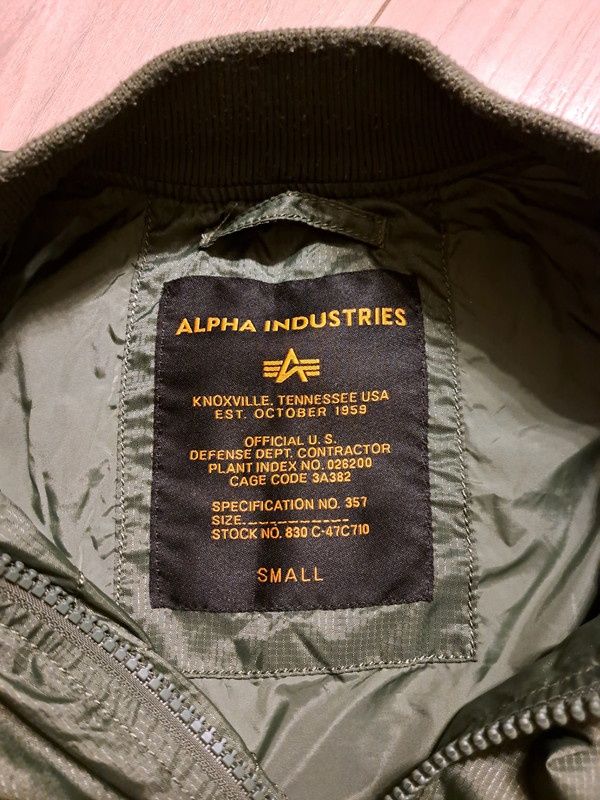 ALPHA INDUSTRIES
KNOXVILLE, TENNESSEE USA
EST. OCTOBER 1959
OFFICIAL U.S.
DEFENSE DEPT. CONTRACTOR
PLANT INDEX NO. 026200
CAGE CODE 3A382
SPECIFICATION NO. 357
SIZE____________
STOCK NO. 830 C-47C710
SMALL